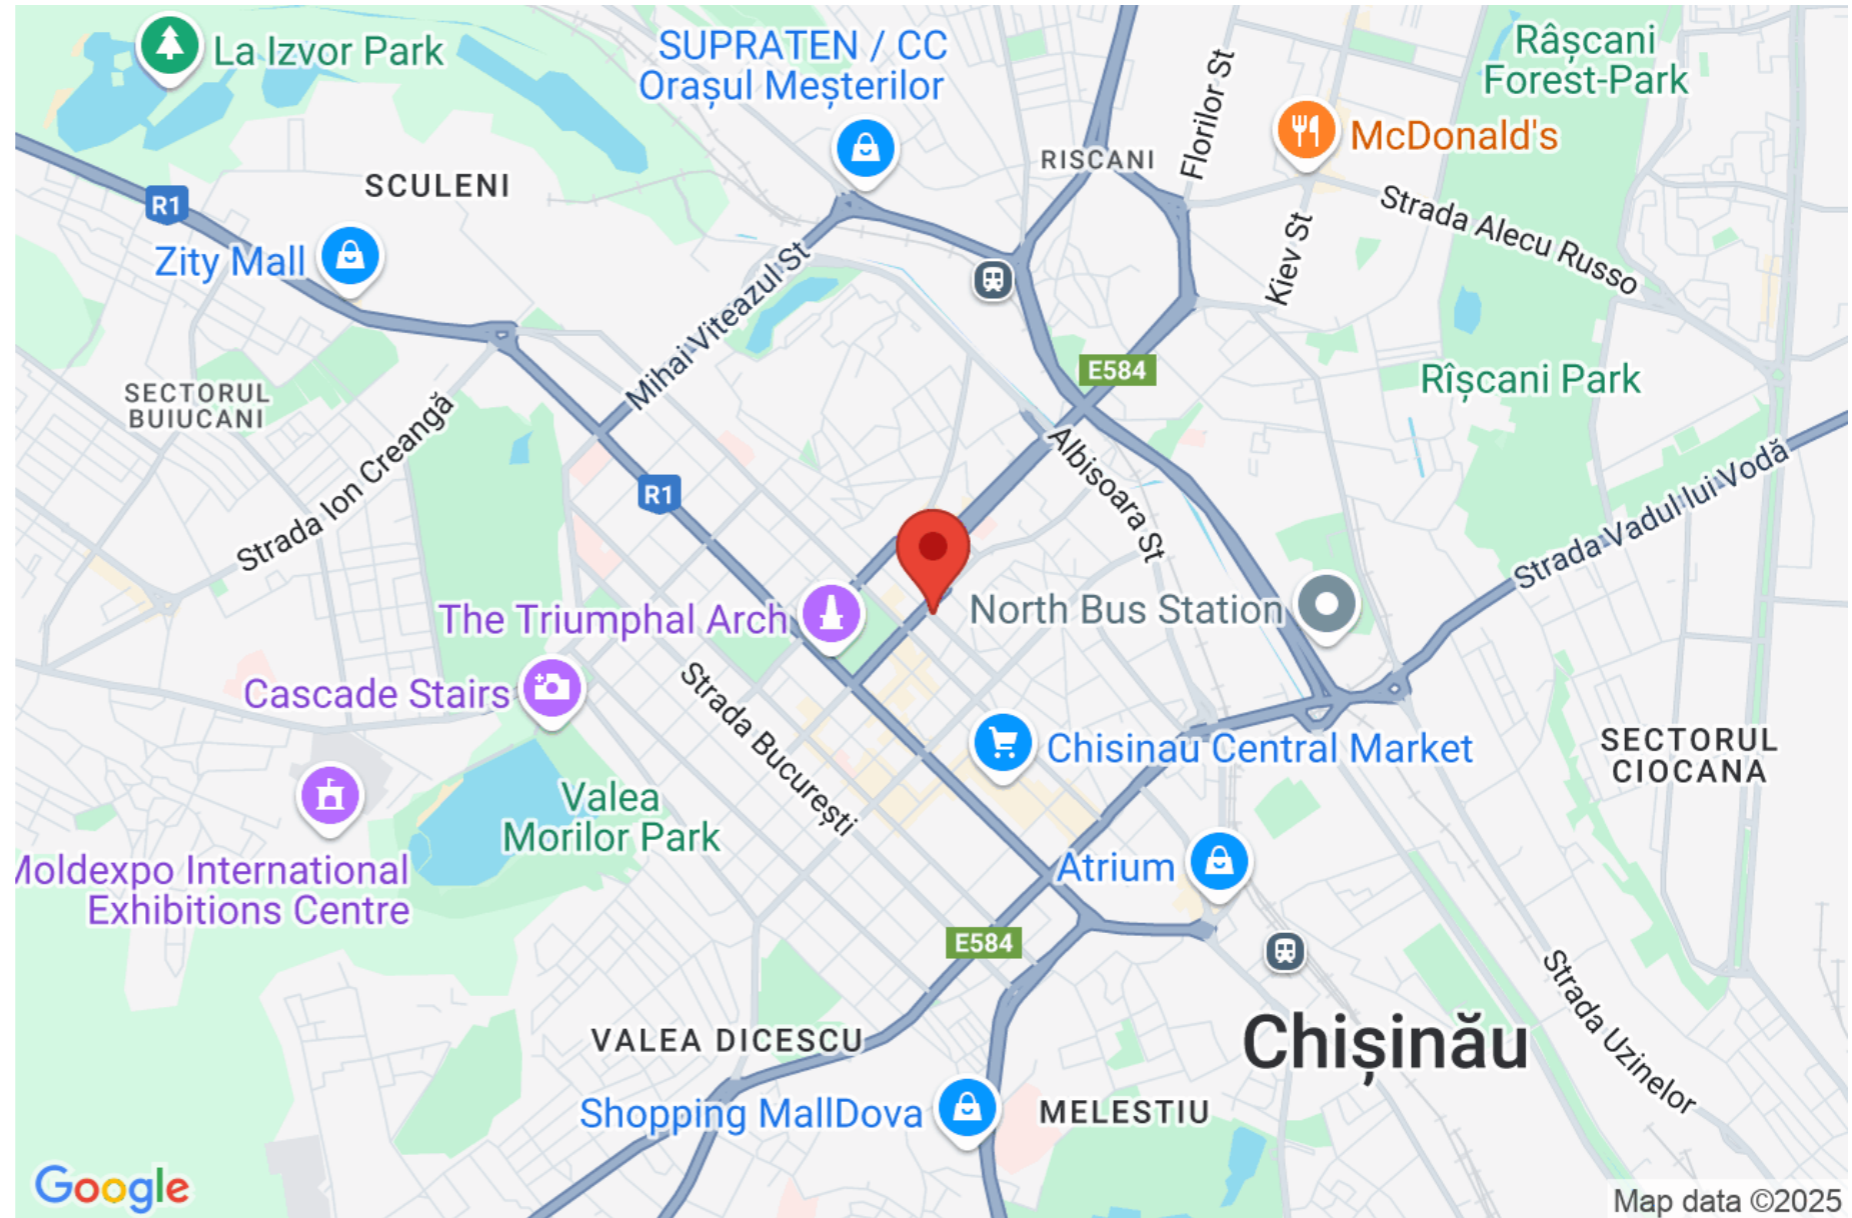 La Izvor Park
SUPRATEN / CC
Orașul Meșterilor
Râșcani
Forest-Park
Florilor St
McDonald's
RISCANI
SCULENI
R1
Strada Alecu Russo
Zity Mall
Kiev St
Mihai Viteazul St
E584
Rîșcani Park
SECTORUL
BUIUCANI
Strada Ion Creangă
Albisoara St
R1
Strada Vadul lui Vodă
The Triumphal Arch
North Bus Station
Cascade Stairs
Strada București
Chisinau Central Market
SECTORUL
CIOCANA
Valea
Morilor Park
Moldexpo International
Exhibitions Centre
Atrium
E584
Strada Uzinelor
VALEA DICESCU
Chișinău
Shopping MallDova
MELESTIU
Google
Map data ©2025